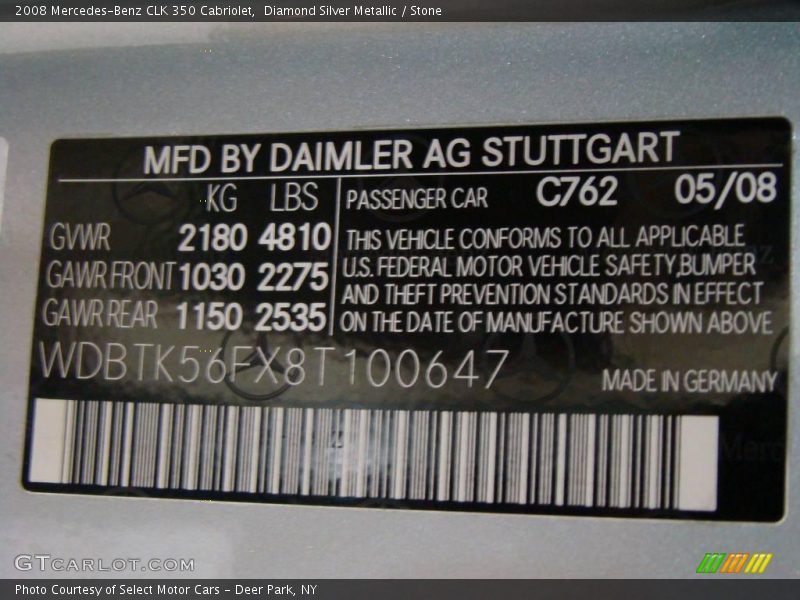 2008 Mercedes-Benz CLK 350 Cabriolet,  Diamond Silver Metallic / Stone
MFD BY DAIMLER AG STUTTGART
KG LBS
GVWR 2180 4810
GAWR FRONT 1030 2275
GAWR REAR 1150 2535
PASSENGER CAR C762 05/08
THIS VEHICLE CONFORMS TO ALL APPLICABLE
U.S. FEDERAL MOTOR VEHICLE SAFETY,BUMPER
AND THEFT PREVENTION STANDARDS IN EFFECT
ON THE DATE OF MANUFACTURE SHOWN ABOVE
WDBTK56FX8T100647
MADE IN GERMANY
GTCARLOT.COM
Photo Courtesy of Select Motor Cars - Deer Park, NY